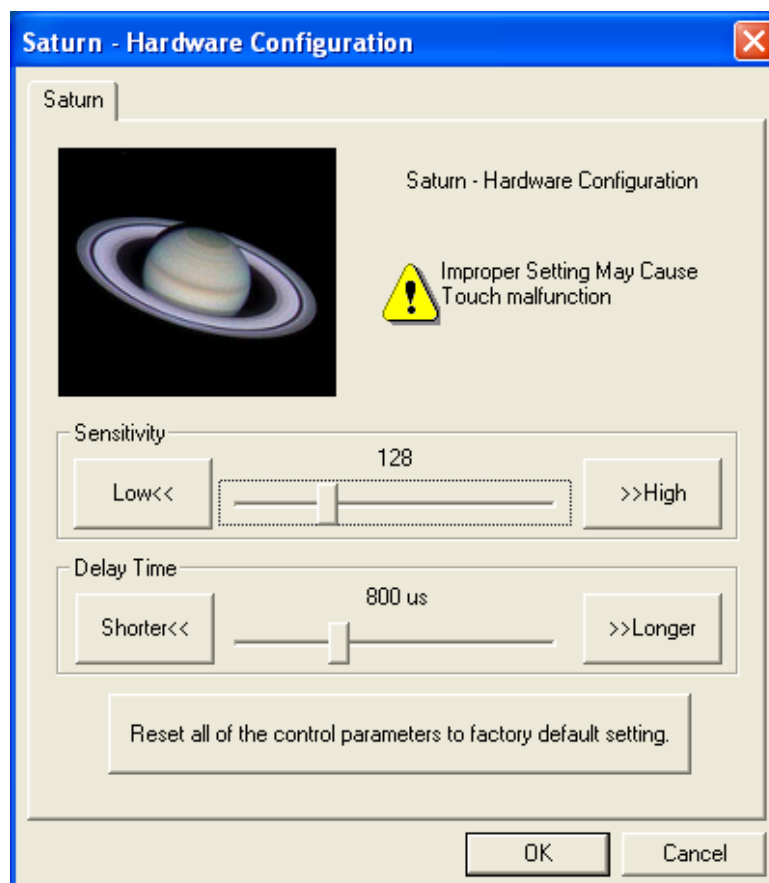 Saturn - Hardware Configuration
Saturn
Saturn - Hardware Configuration
Improper Setting May Cause
Touch malfunction
Sensitivity
128
Low<<
>>High
Delay Time
800 us
Shorter<<
>>Longer
Reset all of the control parameters to factory default setting.
OK
Cancel